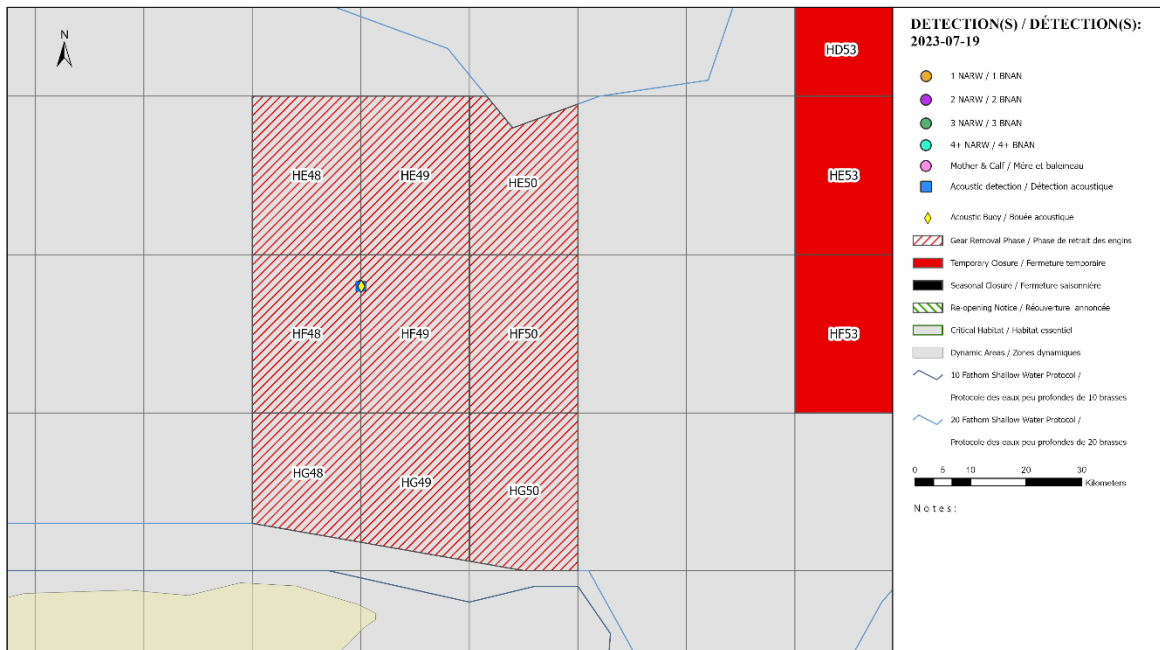 N
HD53
HE48
HE49
HE50
HE53
HF48
HF49
HF50
HF53
HG48
HG49
HG50
DETECTION(S) / DÉTECTION(S):
2023-07-19
1 NARW / 1 BNAN
2 NARW / 2 BNAN
3 NARW / 3 BNAN
4+ NARW / 4+ BNAN
Mother & Calf / Mère et baleineau
Acoustic detection / Détection acoustique
Acoustic Buoy / Bouée acoustique
Gear Removal Phase / Phase de retrait des engins
Temporary Closure / Fermeture temporaire
Seasonal Closure / Fermeture saisonnière
Re-opening Notice / Réouverture annoncée
Critical Habitat / Habitat essentiel
Dynamic Areas / Zones dynamiques
10 Fathom Shallow Water Protocol /
Protocole des eaux peu profondes de 10 brasses
20 Fathom Shallow Water Protocol /
Protocole des eaux peu profondes de 20 brasses
0 5 10 20 30
Kilometers
Notes: